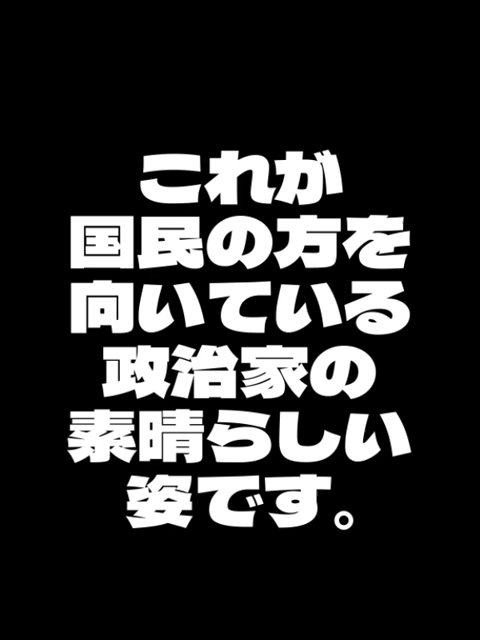 これが
国民の方を
向いている
政治家の
素晴らしい
姿です。